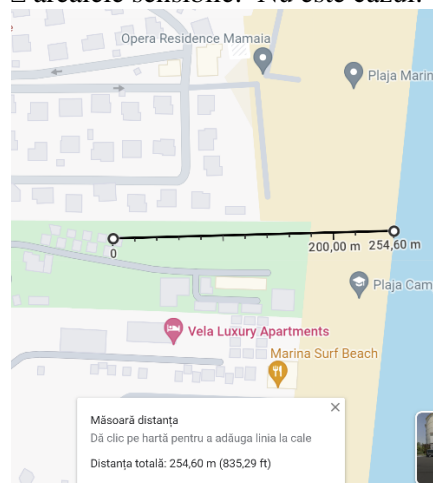 arealele sensibile. Nu este cazul.
Opera Residence Mamaia
Plaja Marin
0
200,00 m
254,60 m
Plaja Cam
Vela Luxury Apartments
Marina Surf Beach
Măsoară distanța
Dă clic pe hartă pentru a adăuga linia la cale
Distanța totală: 254,60 m (835,29 ft)